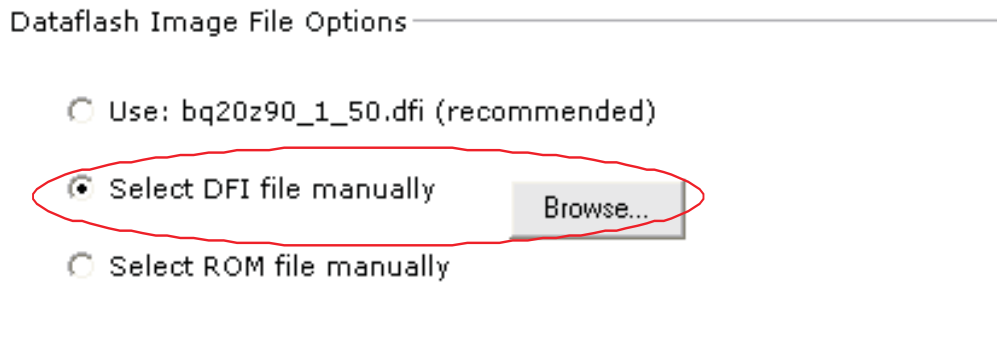 Dataflash Image File Options
Use: bq20z90_1_50.dfi (recommended)
Select DFI file manually
Browse...
Select ROM file manually